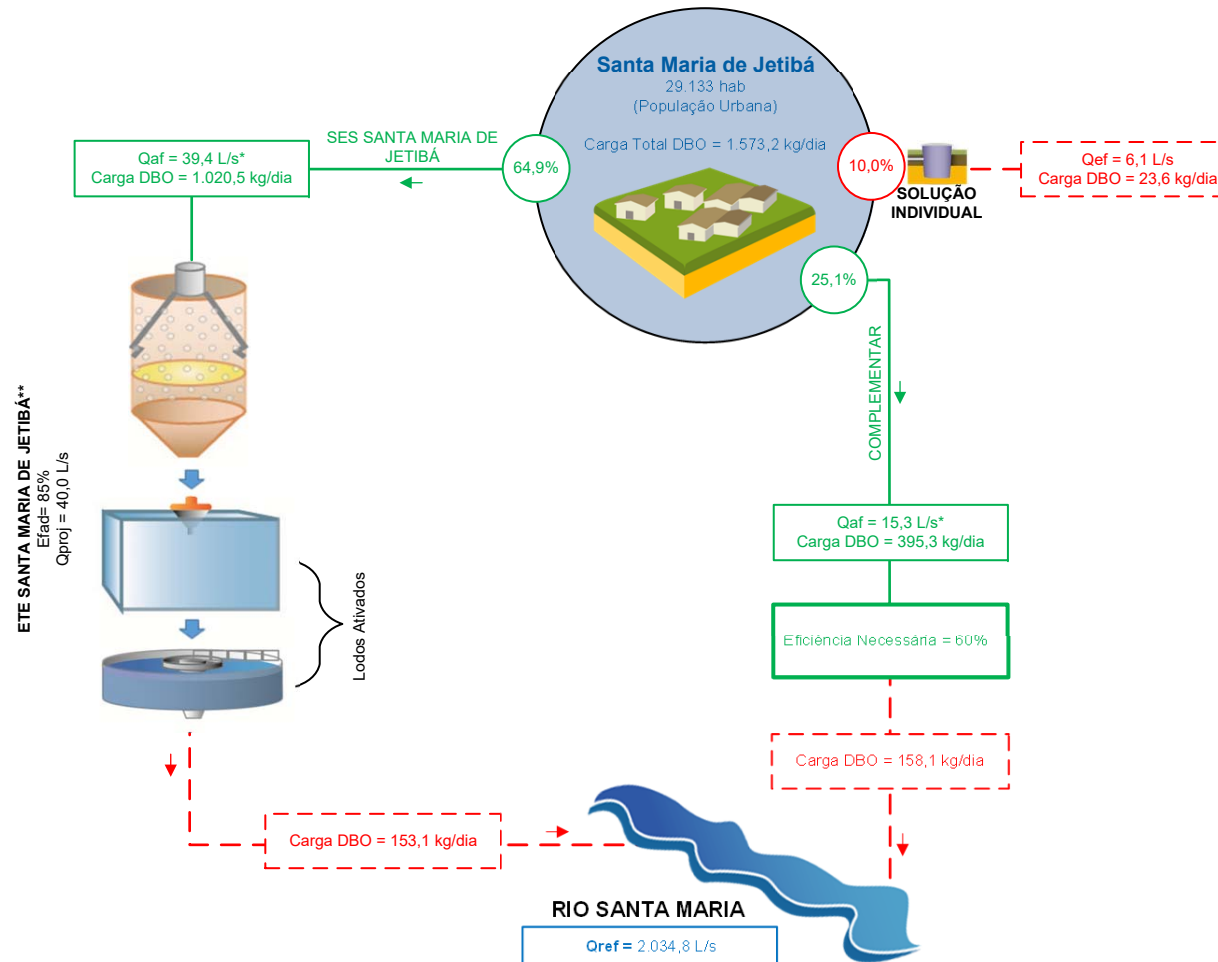 Santa Maria de Jetibá
29.133 hab
(População Urbana)
Carga Total DBO = 1.573,2 kg/dia
SES SANTA MARIA DE
JETIBÁ
64,9%
Qaf = 39,4 L/s*
Carga DBO = 1.020,5 kg/dia
10,0%
SOLUÇÃO
INDIVIDUAL
Qef = 6,1 L/s
Carga DBO = 23,6 kg/dia
25,1%
COMPLEMENTAR
ETE SANTA MARIA DE JETIBÁ**
Efad= 85%
Qproj = 40,0 L/s
Lodos Ativados
Qaf = 15,3 L/s*
Carga DBO = 395,3 kg/dia
Eficiência Necessária = 60%
Carga DBO = 158,1 kg/dia
Carga DBO = 153,1 kg/dia
RIO SANTA MARIA
Qref = 2.034,8 L/s